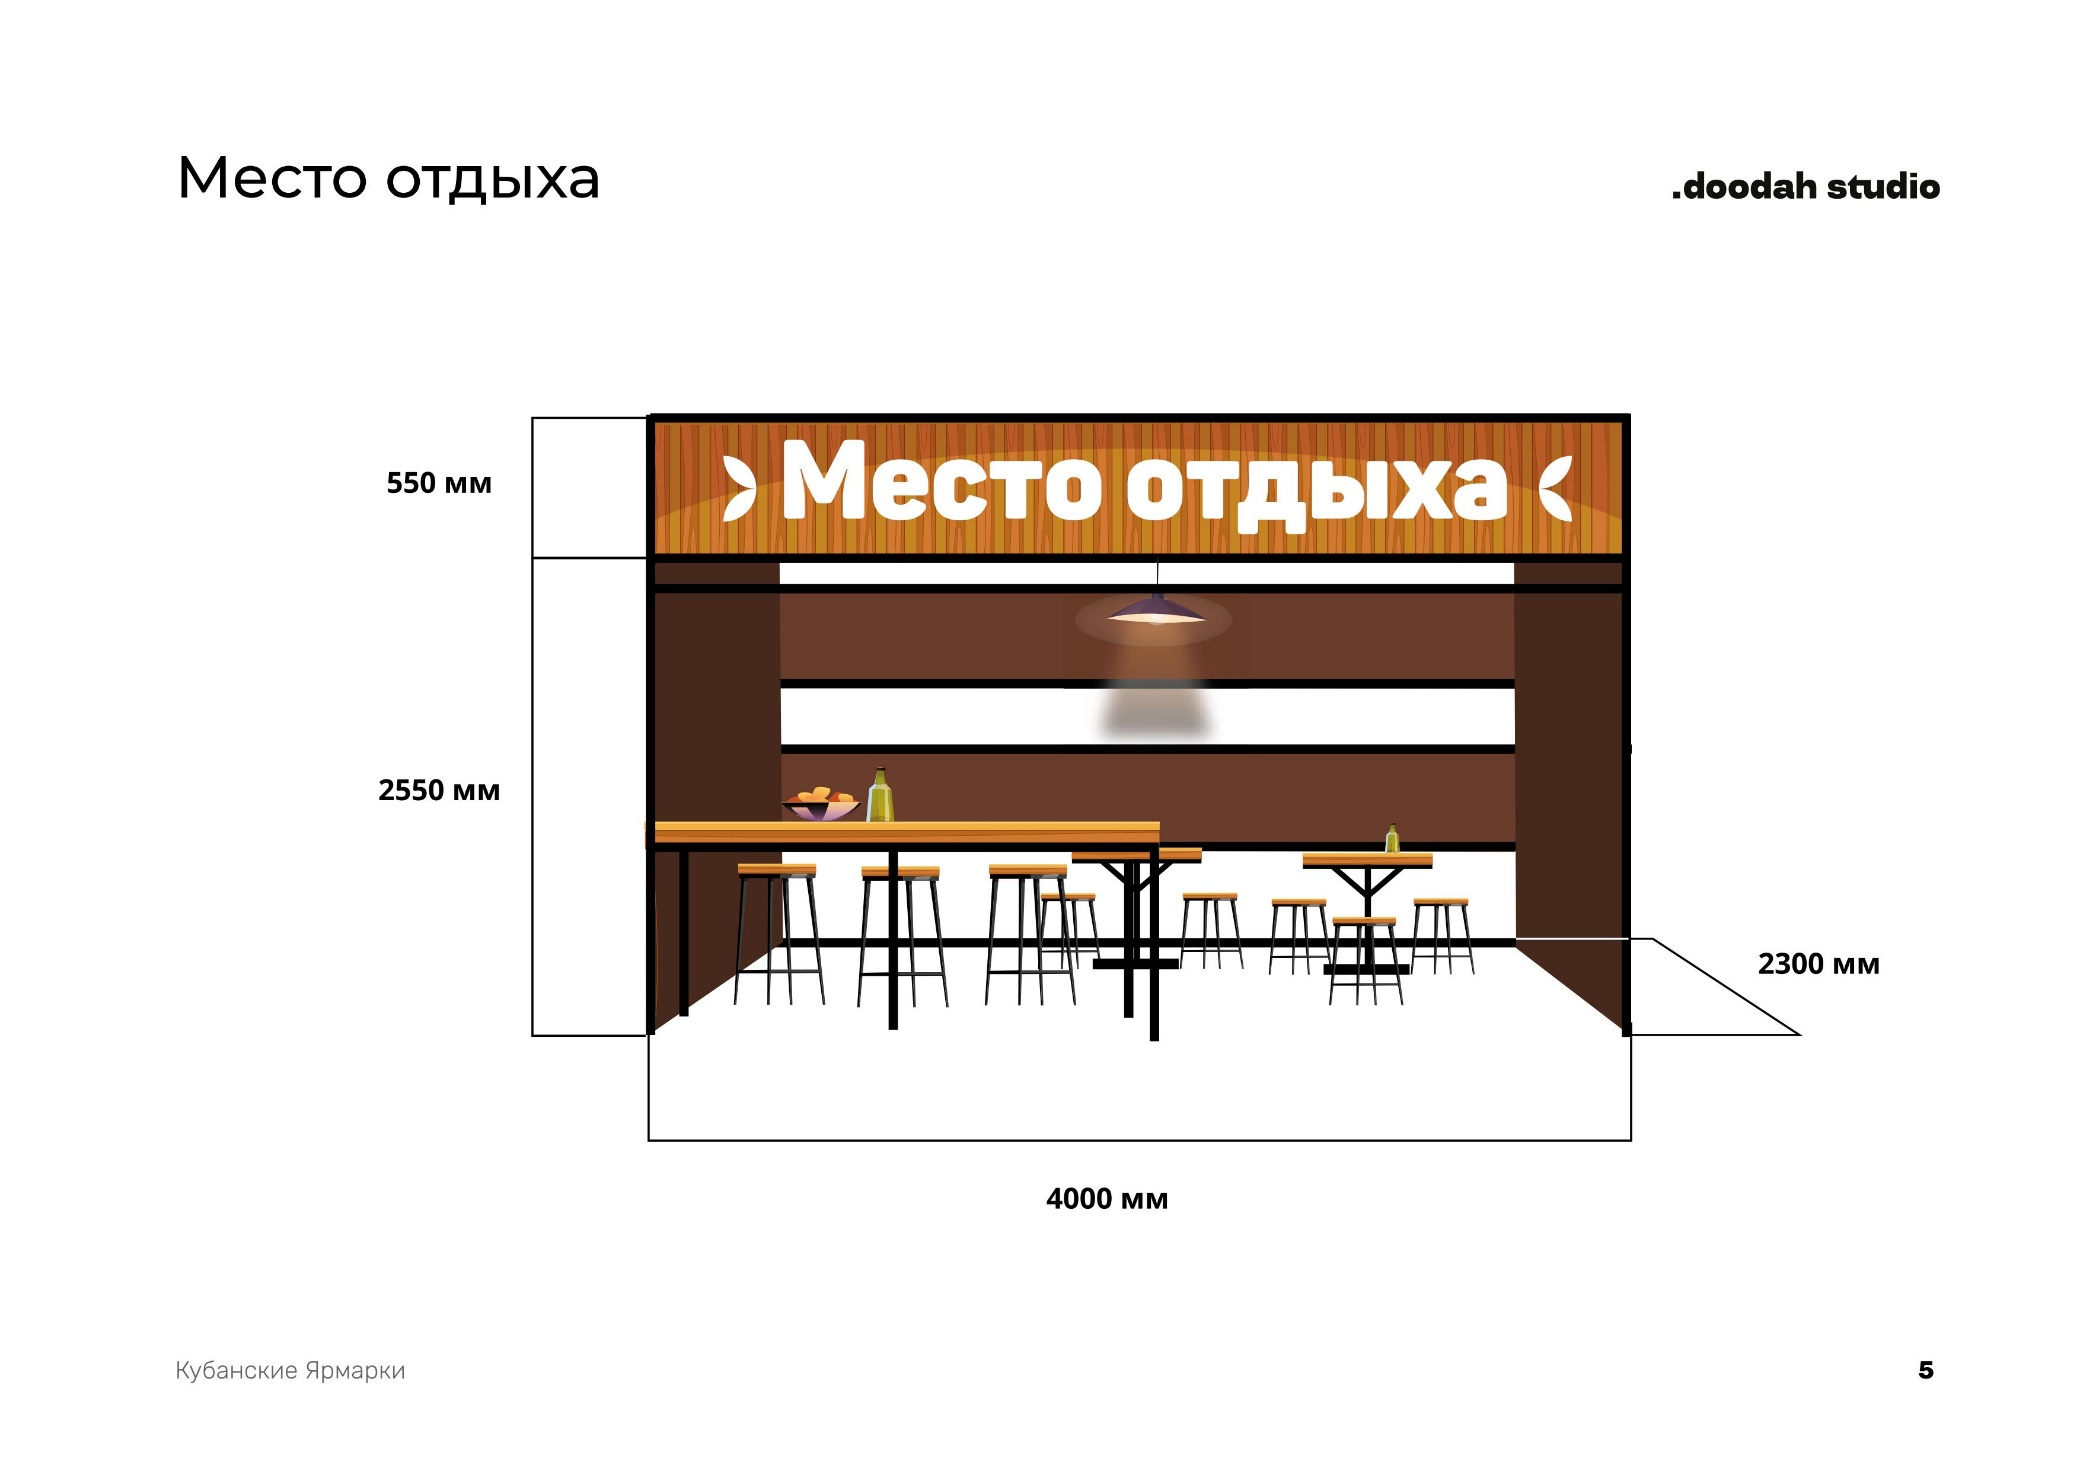 Место отдыха
.doodah studio
550 мм
Место отдыха
2550 мм
2300 мм
4000 мм
Кубанские Ярмарки
5